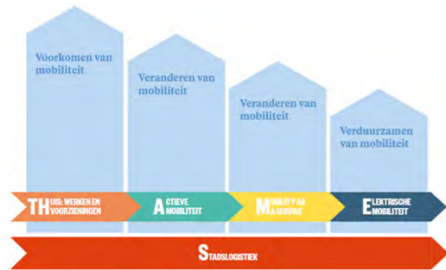 Voorkomen van
mobiliteit
Veranderen van
mobiliteit
Veranderen van
mobiliteit
Verduurzamen
van mobiliteit
THUIS: WERKEN EN
VOORZIENINGEN
ACTIEVE
MOBILITEIT
MOBILITY AS
A SERVICE
ELEKTRISCHE
MOBILITEIT
STADSLOGISTIEK